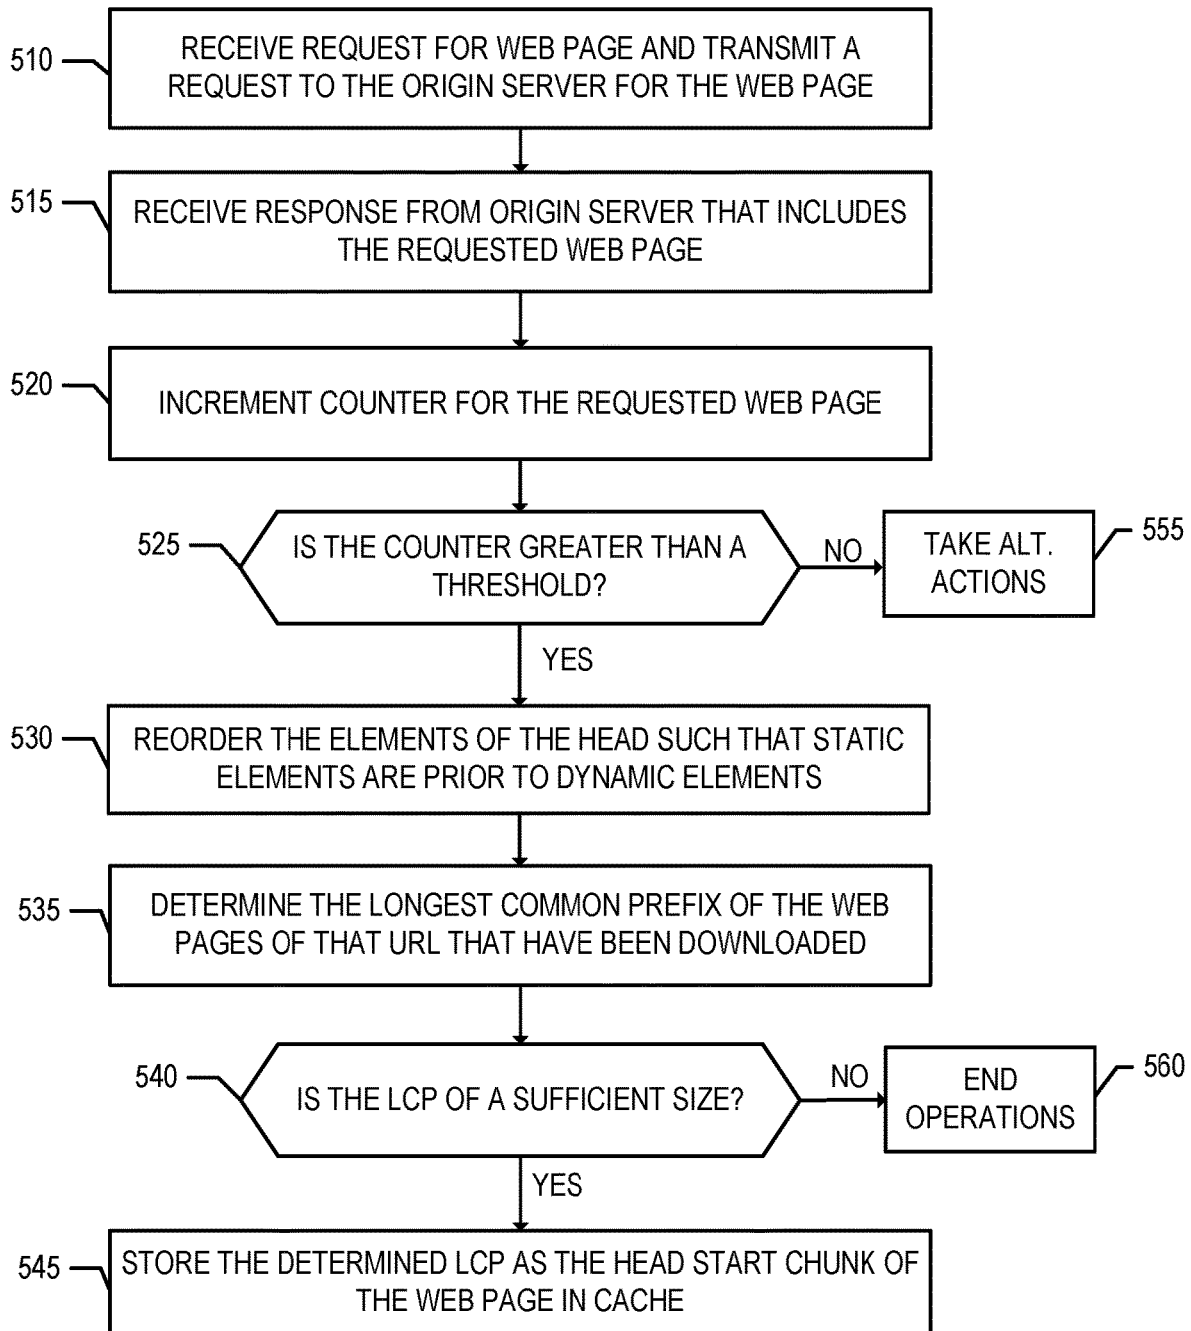 510
RECEIVE REQUEST FOR WEB PAGE AND TRANSMIT A
REQUEST TO THE ORIGIN SERVER FOR THE WEB PAGE
515
RECEIVE RESPONSE FROM ORIGIN SERVER THAT INCLUDES
THE REQUESTED WEB PAGE
520
INCREMENT COUNTER FOR THE REQUESTED WEB PAGE
525
IS THE COUNTER GREATER THAN A
THRESHOLD?
NO
TAKE ALT.
ACTIONS
555
YES
530
REORDER THE ELEMENTS OF THE HEAD SUCH THAT STATIC
ELEMENTS ARE PRIOR TO DYNAMIC ELEMENTS
535
DETERMINE THE LONGEST COMMON PREFIX OF THE WEB
PAGES OF THAT URL THAT HAVE BEEN DOWNLOADED
540
IS THE LCP OF A SUFFICIENT SIZE?
NO
END
OPERATIONS
560
YES
545
STORE THE DETERMINED LCP AS THE HEAD START CHUNK OF
THE WEB PAGE IN CACHE